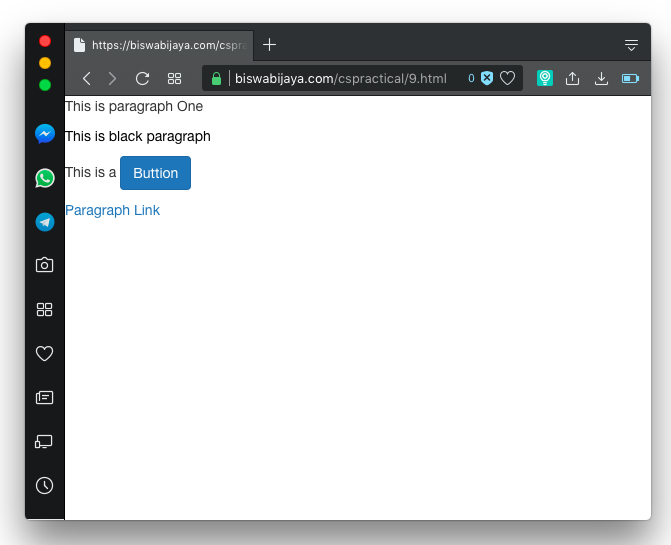 https://biswabijaya.com/cspra
biswabijaya.com/cspractical/9.html 0
This is paragraph One
This is black paragraph
This is a Buttion
Paragraph Link